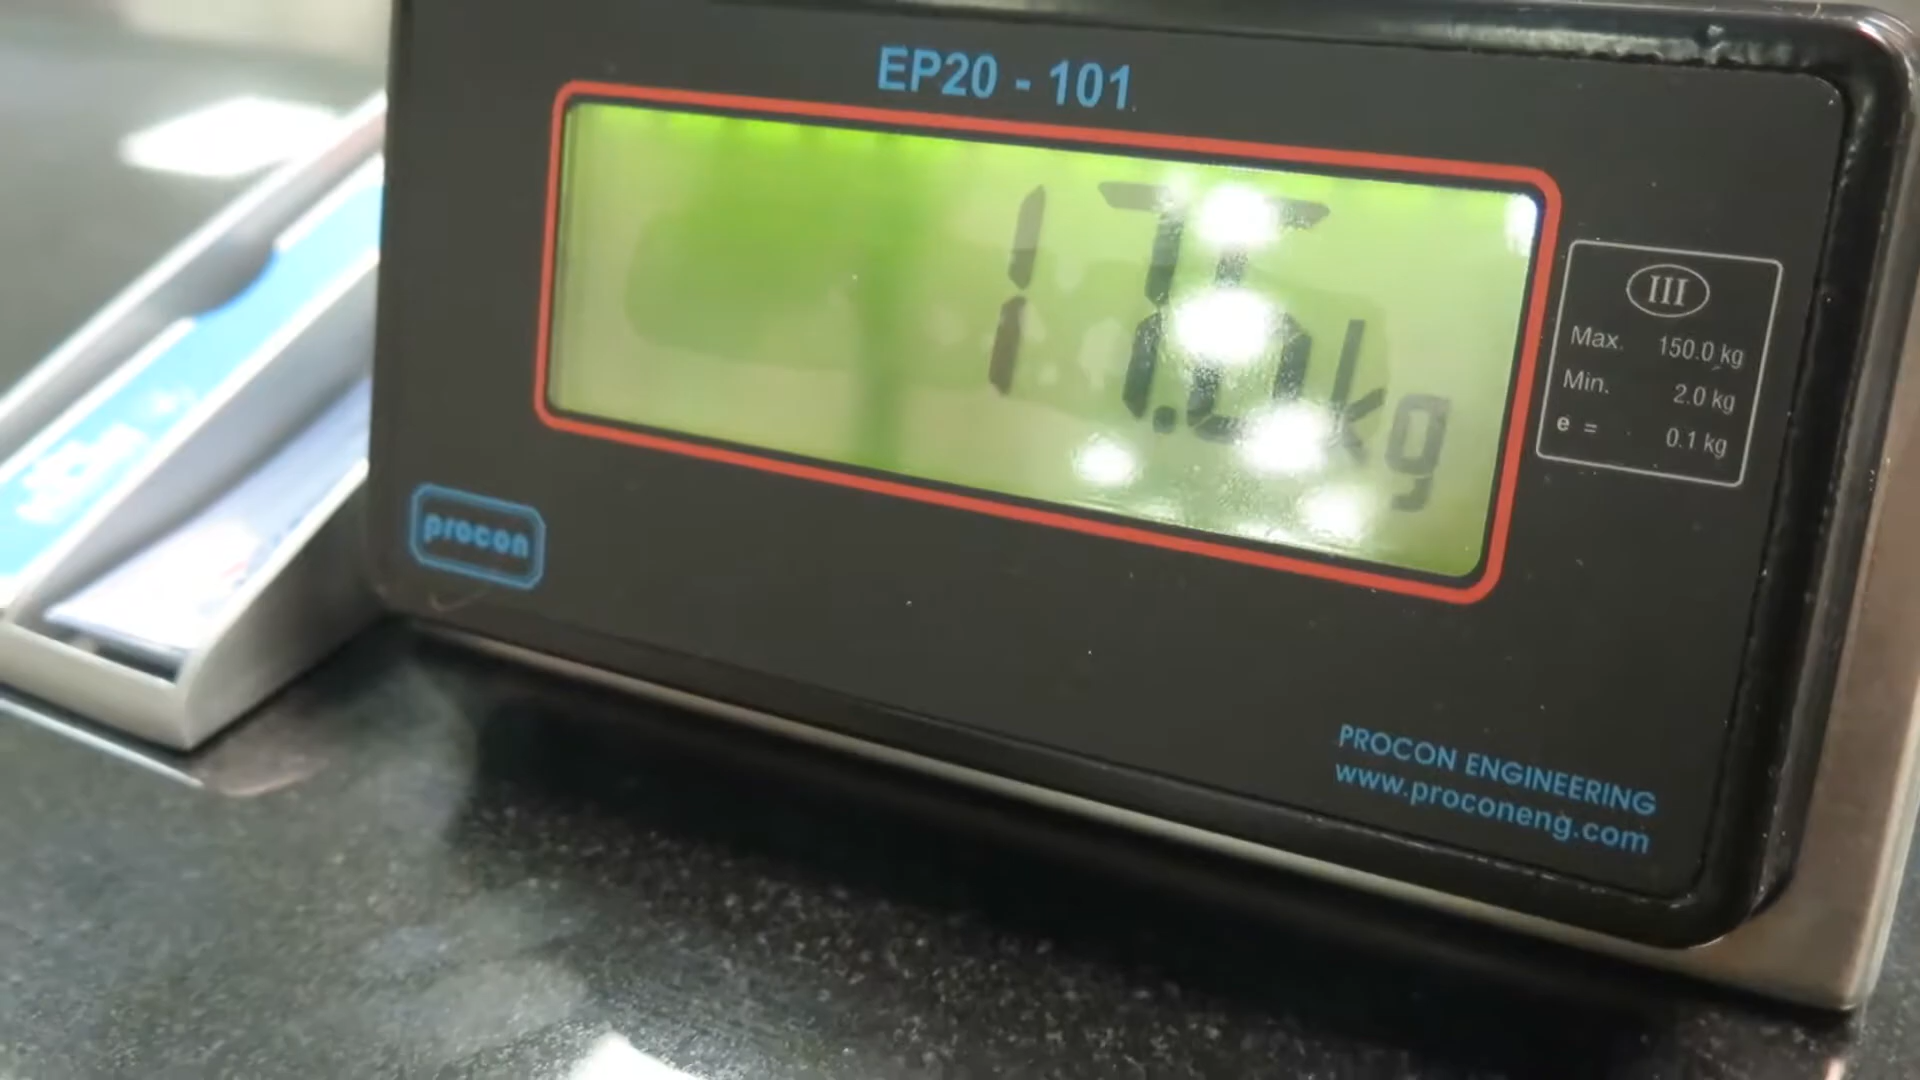 EP20 - 101
kg
III
Max. 150.0 kg
Min. 2.0 kg
e = 0.1 kg
procon
PROCON ENGINEERING
www.proconeng.com